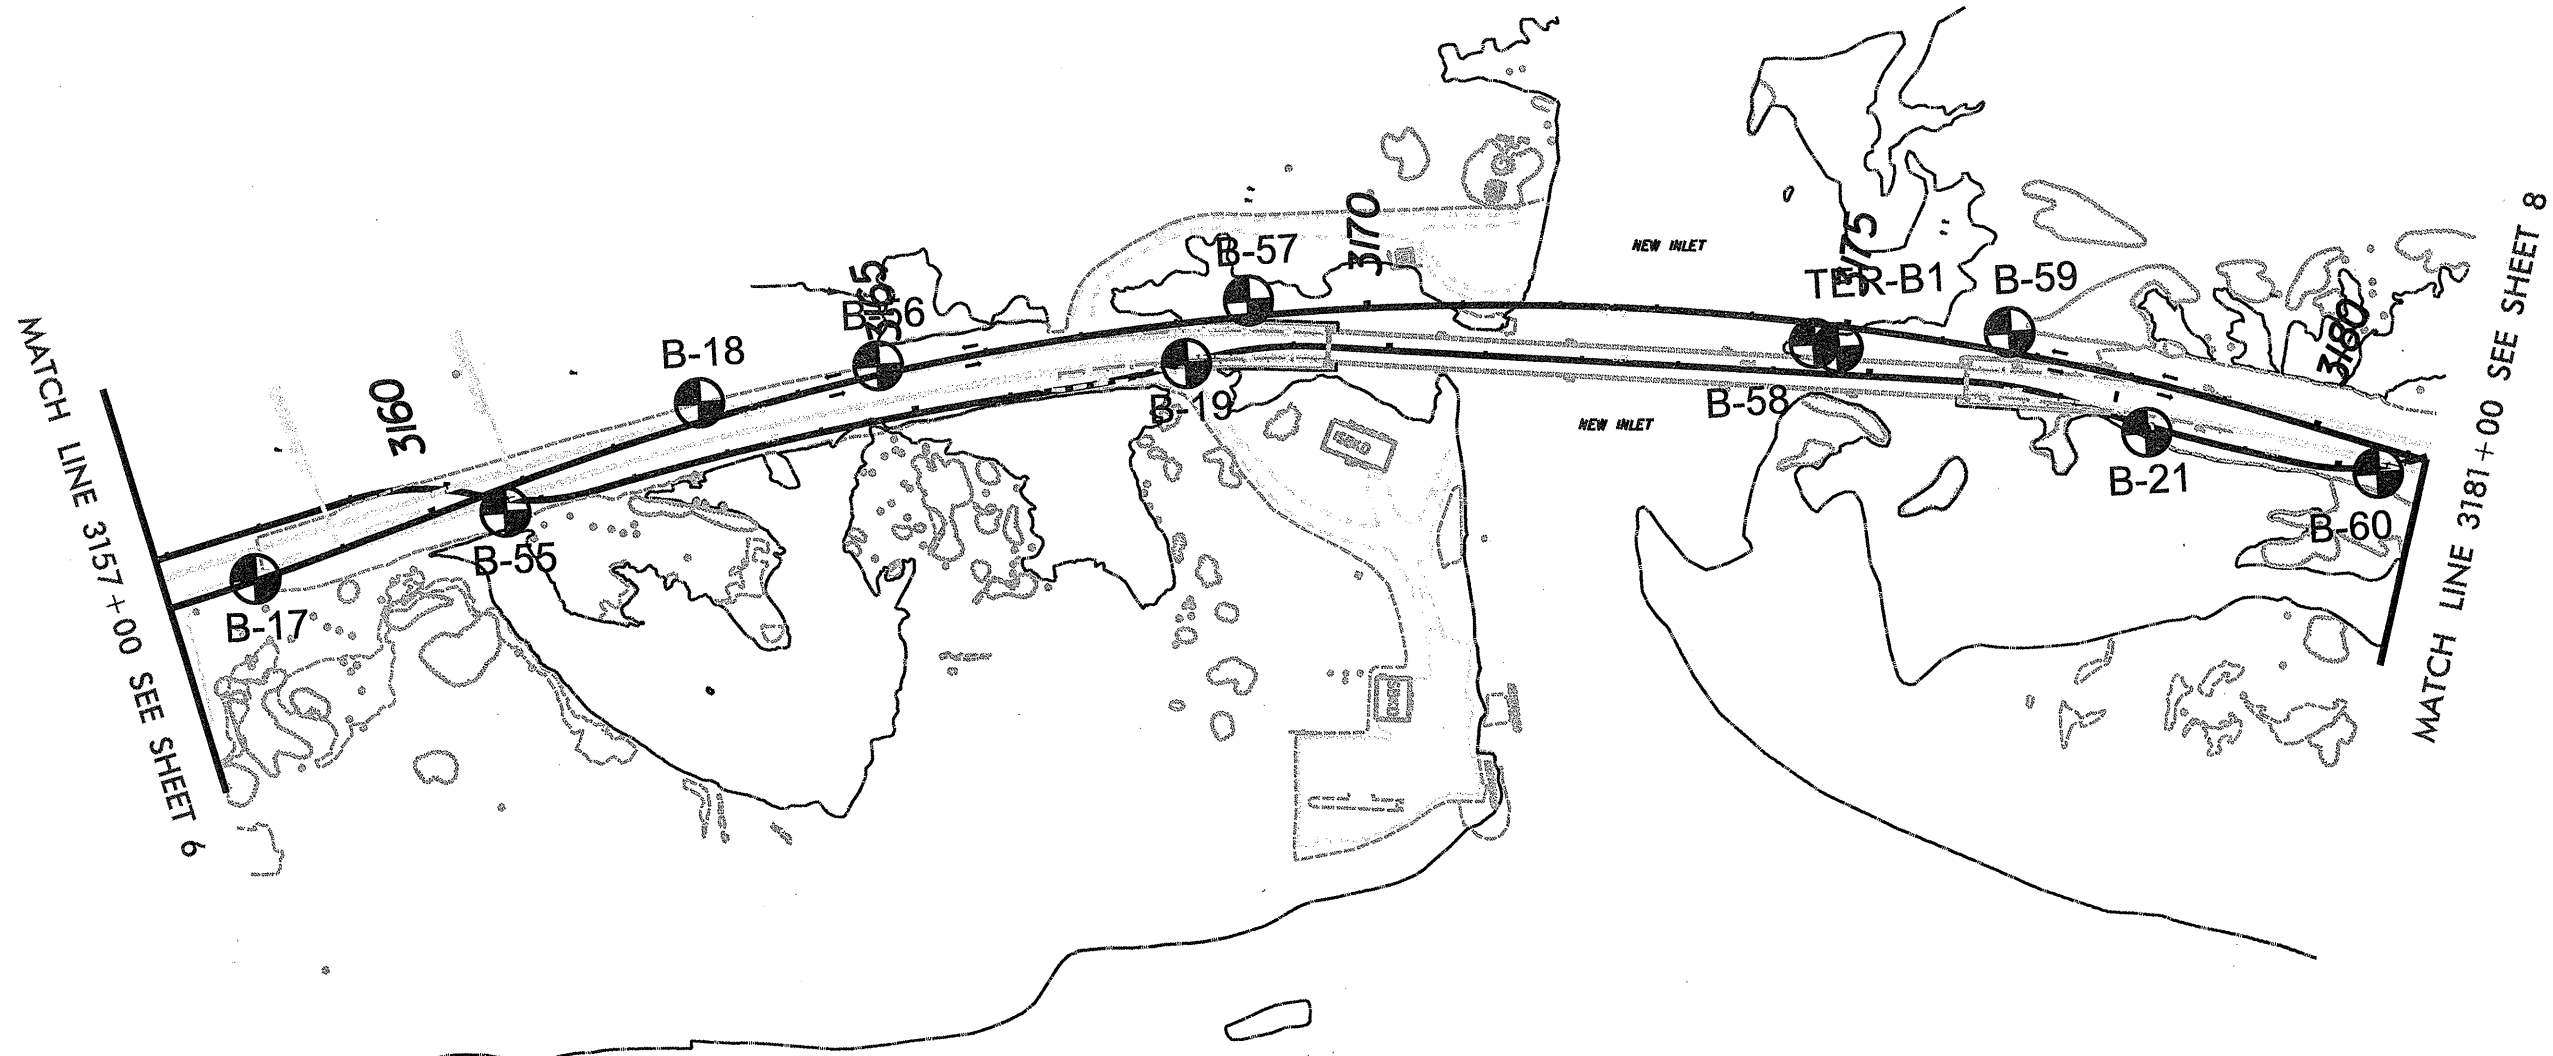 MATCH LINE 3157+00 SEE SHEET 6
B-17
3160
B-55
B-18
3165
B-56
B-19
B-57
3170
NEW INLET
NEW INLET
B-58
3175
TER-B1
B-59
B-21
3180
B-60
MATCH LINE 3181+00 SEE SHEET 8